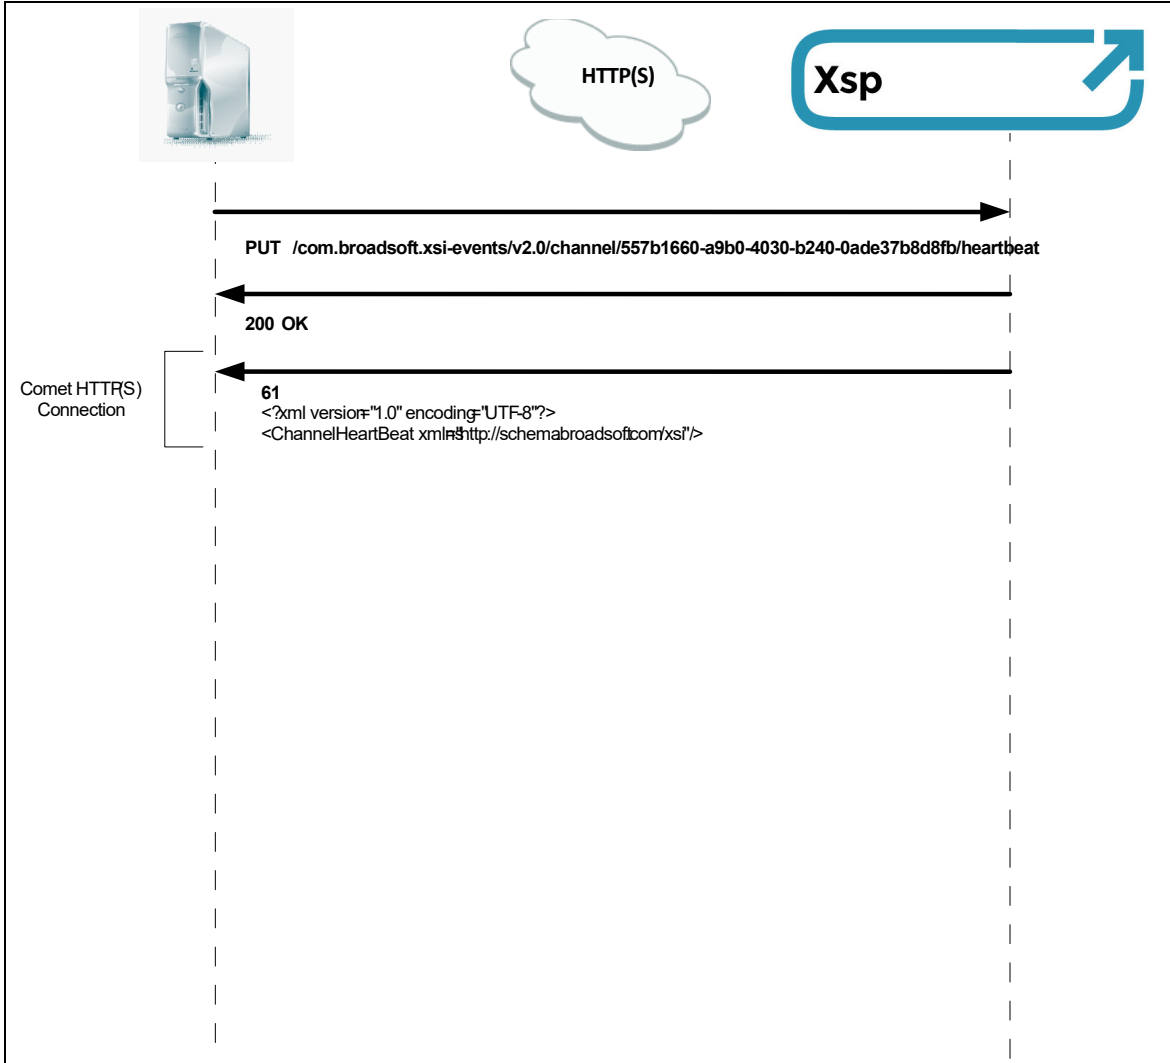 HTTP(S)
Xsp
PUT /com.broadsoft.xsi-events/v2.0/channel/557b1660-a9b0-4030-b240-0ade37b8d8fb/heartbeat
200 OK
Comet HTTP(S)
Connection
61
<?xml version="1.0" encoding="UTF-8"?>
<ChannelHeartBeat xmlns="http://schema.broadsoft.com/xsi"/>